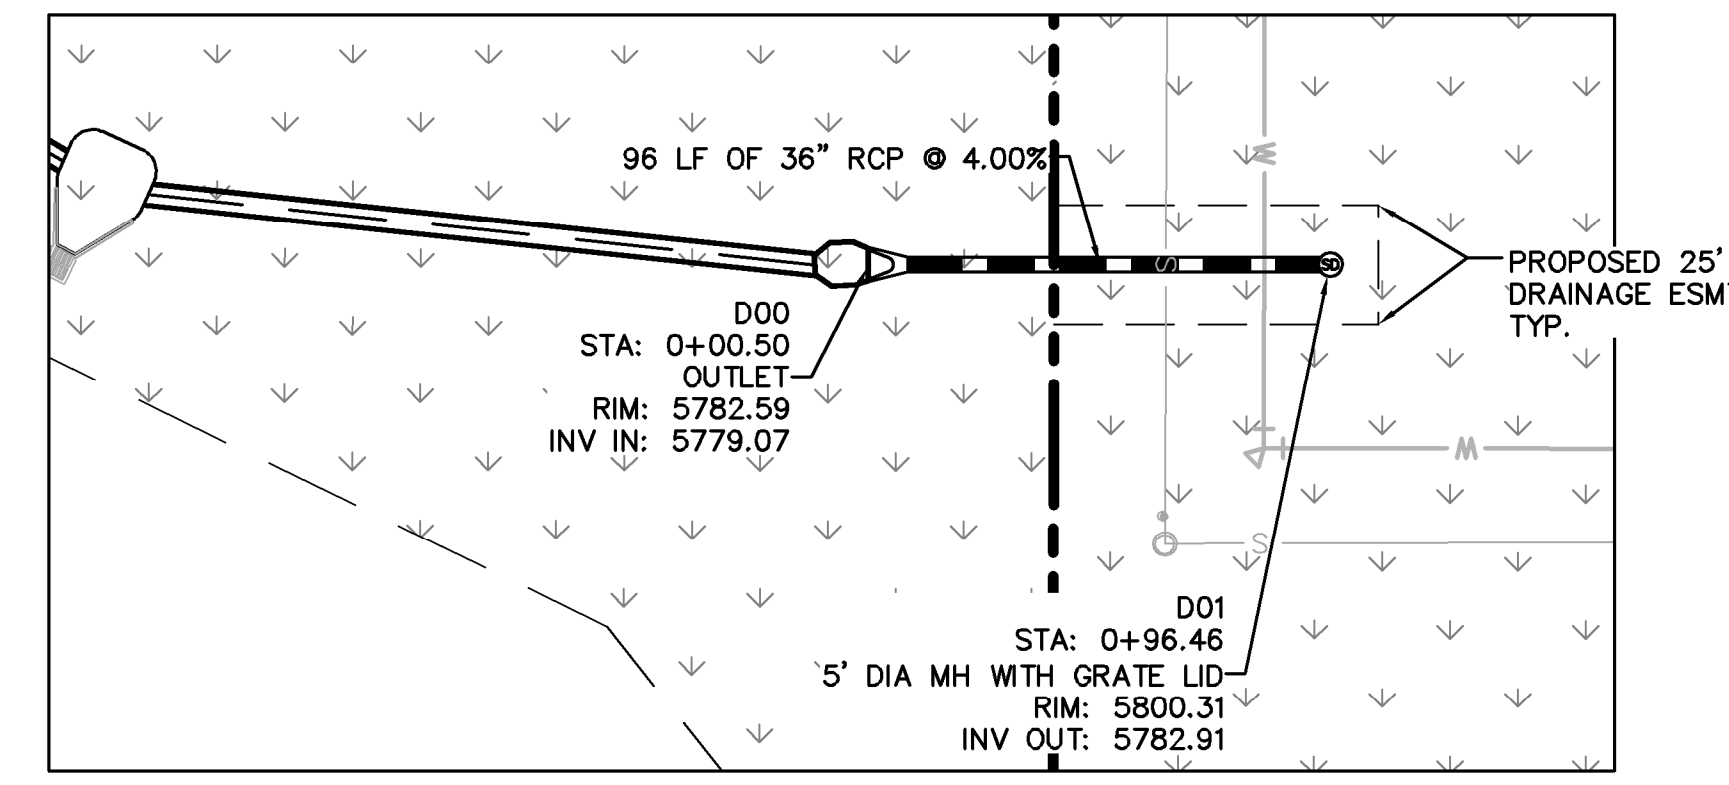 96 LF OF 36” RCP @ 4.00%
W
S
SD
PROPOSED 25'
DRAINAGE
TYP.
D00
STA: 0+00.50
OUTLET
RIM: 5782.59
INV IN: 5779.07
W
S
D01
STA: 0+96.46
5' DIA MH WITH GRATE LID
RIM: 5800.31
INV OUT: 5782.91